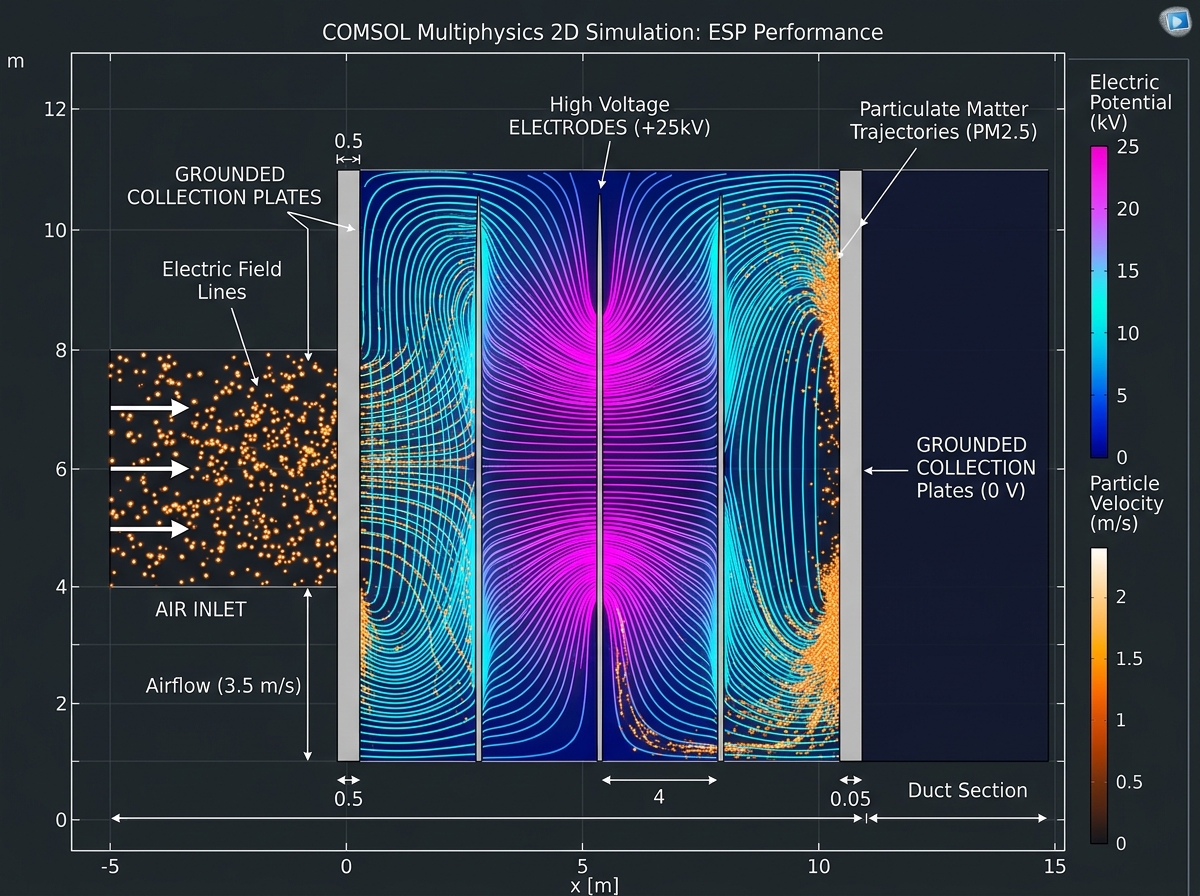 COMSOL Multiphysics 2D Simulation: ESP Performance
m
12
10
8
6
4
2
0
-5
0
5
10
15
x [m]
0.5
GROUNDED
COLLECTION PLATES
Electric Field
Lines
High Voltage
ELECTRODES (+25kV)
Particulate Matter
Trajectories (PM2.5)
GROUNDED
COLLECTION
Plates (0 V)
AIR INLET
Airflow (3.5 m/s)
0.5
4
0.05
Duct Section
Electric
Potential
(kV)
25
20
15
10
5
0
Particle
Velocity
(m/s)
2
1.5
1
0.5
0